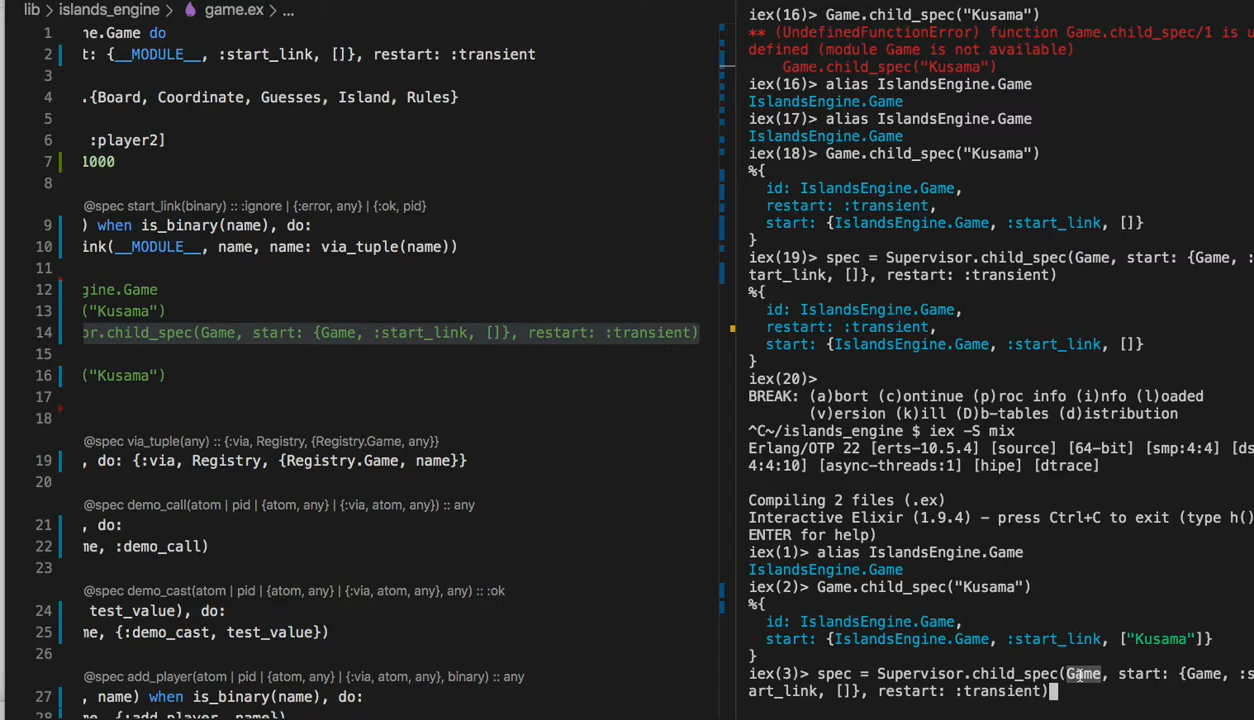 lib > islands_engine > game.ex > ...
1 ne.Game do
2 t: {__MODULE__, :start_link, []}, restart: :transient
3
4 .{Board, Coordinate, Guesses, Island, Rules}
5
6 :player2]
7 1000
8
@spec start_link(binary) :: :ignore | {:error, any} | {:ok, pid}
9 ) when is_binary(name), do:
10 ink(__MODULE__, name, name: via_tuple(name))
11
12 gine.Game
13 ("Kusama")
14 or.child_spec(Game, start: {Game, :start_link, []}, restart: :transient)
15
16 ("Kusama")
17
18
@spec via_tuple(any) :: {:via, Registry, {Registry.Game, any}}
19 , do: {:via, Registry, {Registry.Game, name}}
20
@spec demo_call(atom | pid | {atom, any} | {:via, atom, any}) :: any
21 , do:
22 me, :demo_call)
23
@spec demo_cast(atom | pid | {atom, any} | {:via, atom, any}, any) :: :ok
24 test_value), do:
25 me, {:demo_cast, test_value})
26
@spec add_player(atom | pid | {atom, any} | {:via, atom, any}, binary) :: any
27 , name) when is_binary(name), do:
28 me, {:add_player, name})
iex(16)> Game.child_spec("Kusama")
** (UndefinedFunctionError) function Game.child_spec/1 is u
defined (module Game is not available)
Game.child_spec("Kusama")
iex(16)> alias IslandsEngine.Game
IslandsEngine.Game
iex(17)> alias IslandsEngine.Game
IslandsEngine.Game
iex(18)> Game.child_spec("Kusama")
%{
id: IslandsEngine.Game,
restart: :transient,
start: {IslandsEngine.Game, :start_link, []}
}
iex(19)> spec = Supervisor.child_spec(Game, start: {Game, :
tart_link, []}, restart: :transient)
%{
id: IslandsEngine.Game,
restart: :transient,
start: {IslandsEngine.Game, :start_link, []}
}
iex(20)>
BREAK: (a)bort (c)ontinue (p)roc info (i)nfo (l)oaded
(v)ersion (k)ill (D)b-tables (d)istribution
^C~/islands_engine $ iex -S mix
Erlang/OTP 22 [erts-10.5.4] [source] [64-bit] [smp:4:4] [ds
4:4:10] [async-threads:1] [hipe] [dtrace]

Compiling 2 files (.ex)
Interactive Elixir (1.9.4) - press Ctrl+C to exit (type h()
ENTER for help)
iex(1)> alias IslandsEngine.Game
IslandsEngine.Game
iex(2)> Game.child_spec("Kusama")
%{
id: IslandsEngine.Game,
start: {IslandsEngine.Game, :start_link, ["Kusama"]}
}
iex(3)> spec = Supervisor.child_spec(Game, start: {Game, :s
art_link, []}, restart: :transient)